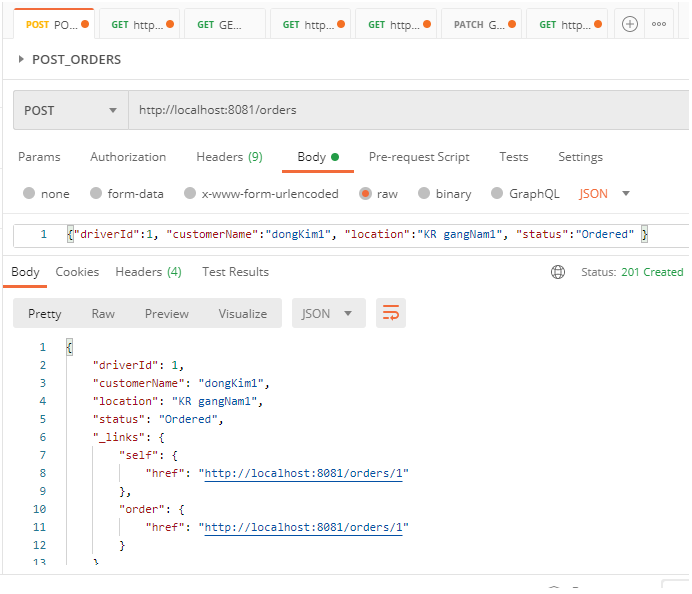 POST PO... GET http... GET GE... GET http... GET http... PATCH G... GET http...
POST_ORDERS
POST http://localhost:8081/orders
Params Authorization Headers (9) Body Pre-request Script Tests Settings
none form-data x-www-form-urlencoded raw binary GraphQL JSON
1 {"driverId":1, "customerName":"dongKim1", "location":"KR gangNam1", "status":"Ordered" }
Body Cookies Headers (4) Test Results Status: 201 Created
Pretty Raw Preview Visualize JSON
1 {
2 "driverId": 1,
3 "customerName": "dongKim1",
4 "location": "KR gangNam1",
5 "status": "Ordered",
6 "_links": {
7 "self": {
8 "href": "http://localhost:8081/orders/1"
9 },
10 "order": {
11 "href": "http://localhost:8081/orders/1"
12 }
13 }